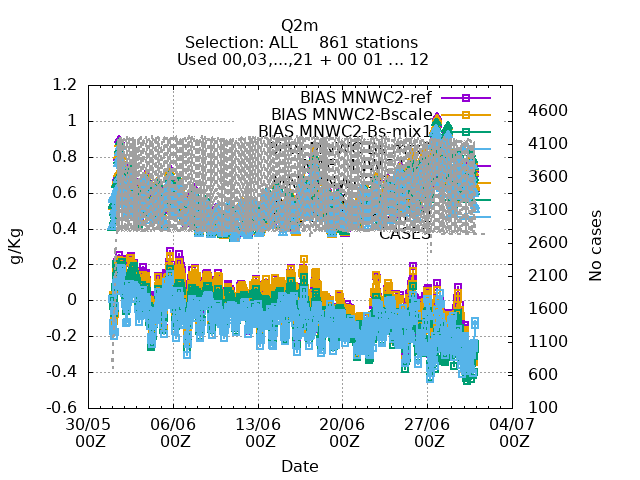 Q2m
Selection: ALL    861 stations
Used 00,03,...,21 + 00 01 ... 12
BIAS MNWC2-ref
BIAS MNWC2-Bscale
BIAS MNWC2-Bs-mix1
CASES
1.2
1
0.8
0.6
0.4
0.2
0
-0.2
-0.4
-0.6
g/Kg
4600
4100
3600
3100
2600
2100
1600
1100
600
100
No cases
30/05 06/06 13/06 20/06 27/06 04/07
00Z 00Z 00Z 00Z 00Z 00Z
Date